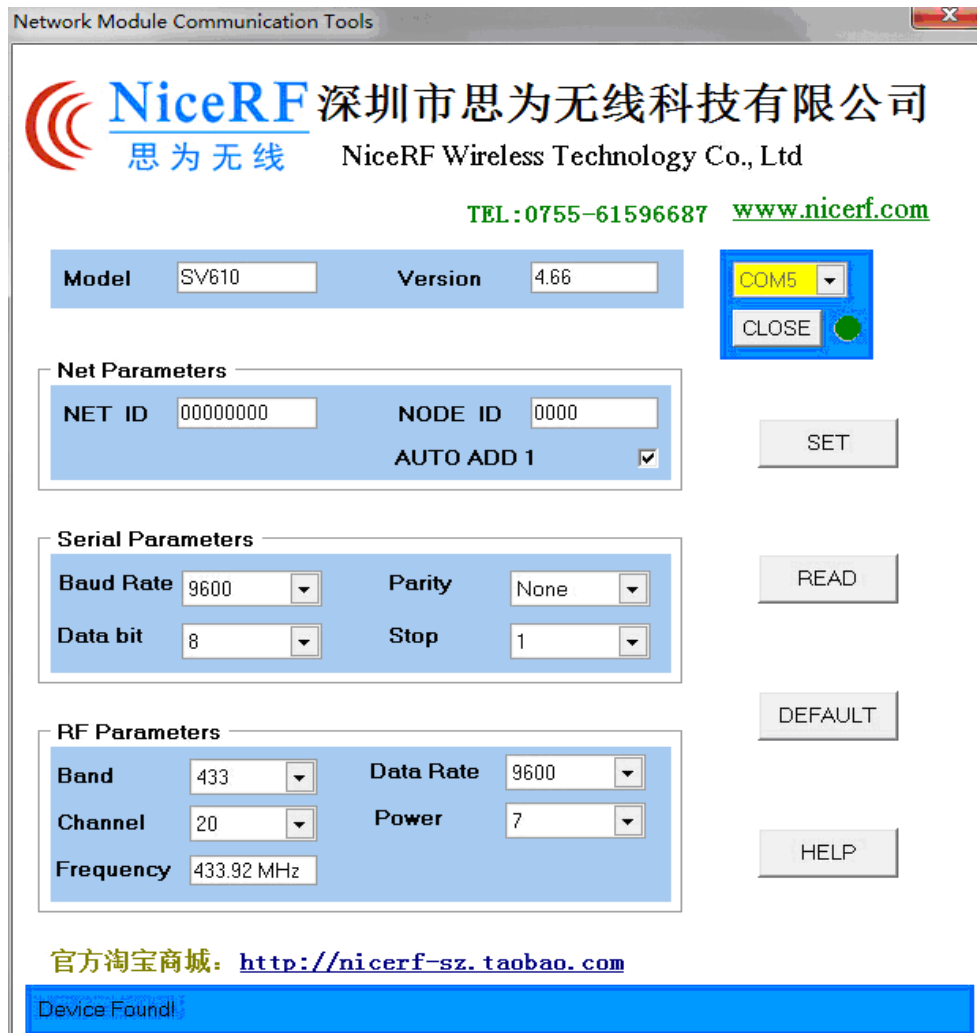 Network Module Communication Tools
NiceRF 深圳市思为无线科技有限公司
思为无线 NiceRF Wireless Technology Co., Ltd
TEL:0755-61596687 www.nicerf.com
Model SV610 Version 4.66
COM5
CLOSE
Net Parameters
NET ID 00000000 NODE ID 0000
AUTO ADD 1
SET
Serial Parameters
Baud Rate 9600 Parity None
Data bit 8 Stop 1
READ
RF Parameters
Band 433 Data Rate 9600
Channel 20 Power 7
Frequency 433.92 MHz
DEFAULT
HELP
官方淘宝商城： http://nicerf-sz.taobao.com
Device Found!